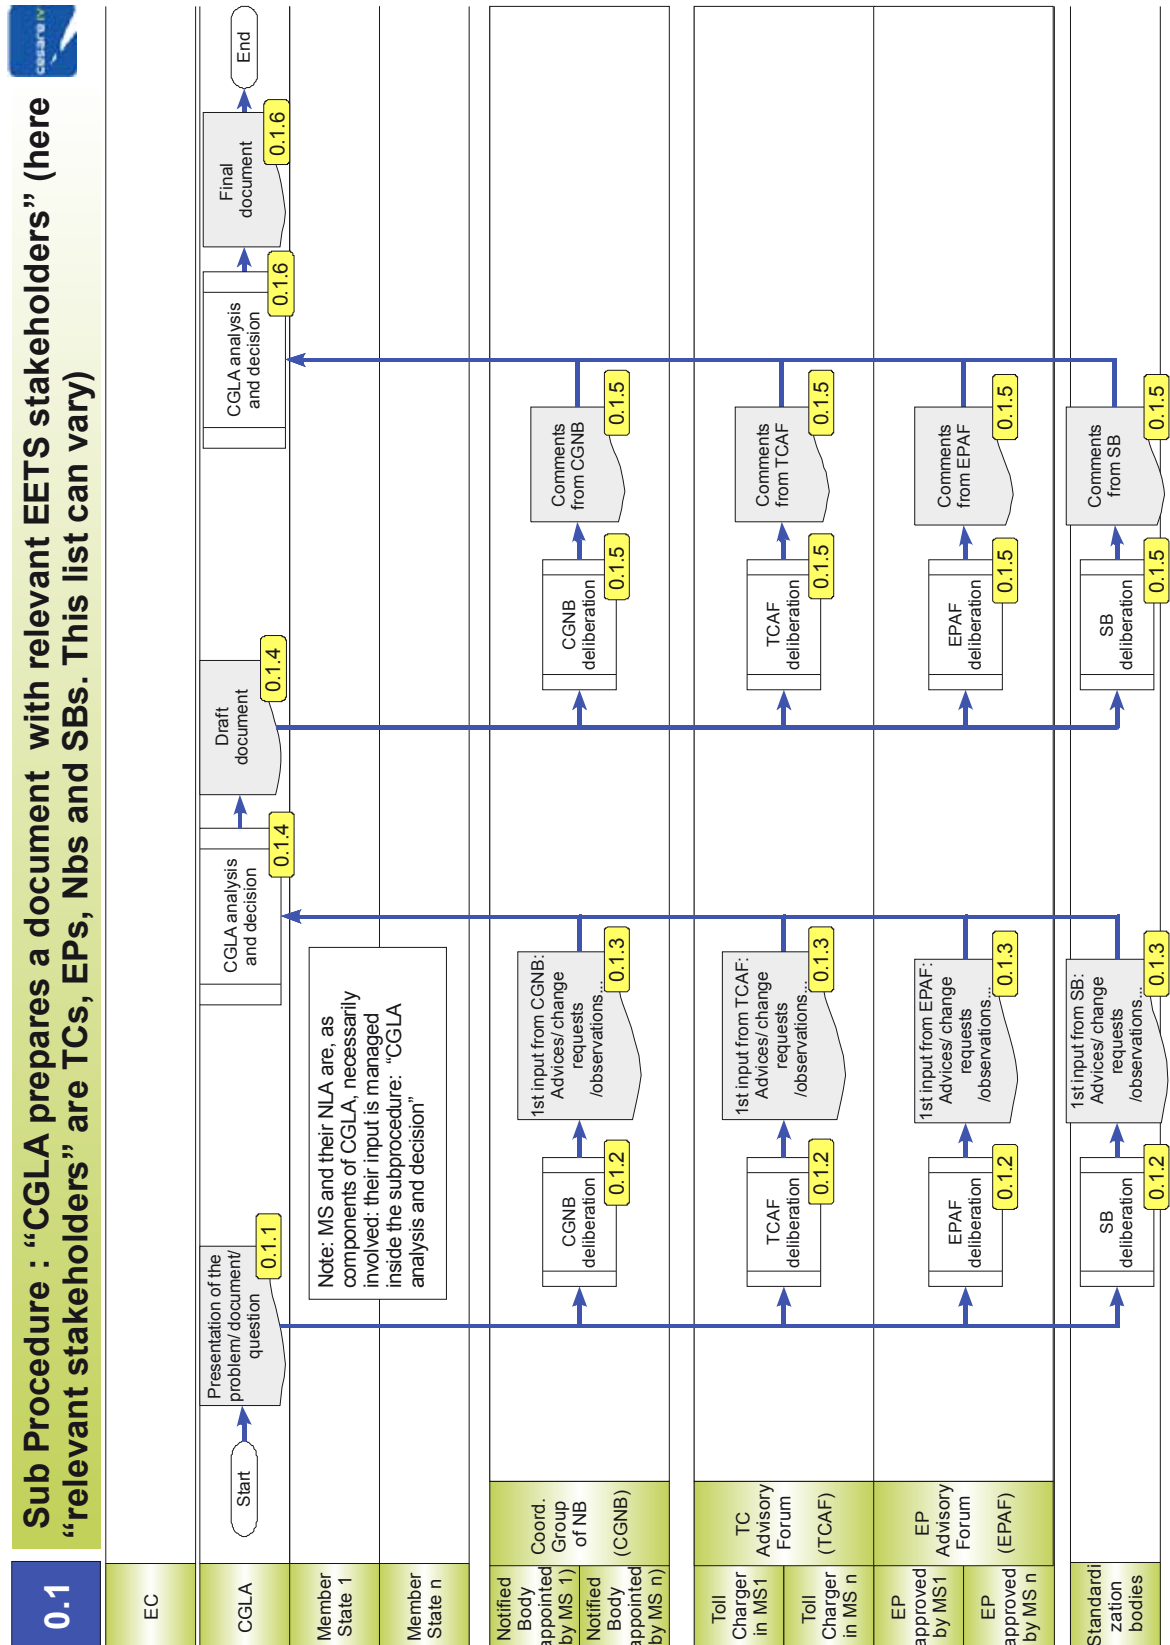 0.1
Sub Procedure : “CGLA prepares a document with relevant EETS stakeholders” (here
“relevant stakeholders” are TCs, EPs, Nbs and SBs. This list can vary)
cesare IV
EC
CGLA
Start
Presentation of the
problem/ document/
question
0.1.1
CGLA analysis
and decision
0.1.4
Draft
document
0.1.4
CGLA analysis
and decision
0.1.6
Final
document
0.1.6
End
Member
State 1
Member
State n
Note: MS and their NLA are, as
components of CGLA, necessarily
involved: their input is managed
inside the subprocedure: “CGLA
analysis and decision”
Notified
Body
appointed
by MS 1)
Notified
Body
appointed
by MS n)
Coord.
Group
of NB
(CGNB)
CGNB
deliberation
0.1.2
1st input from CGNB:
Advices/ change
requests
/observations...
0.1.3
CGNB
deliberation
0.1.5
Comments
from CGNB
0.1.5
Toll
Charger
in MS1
Toll
Charger
in MS n
TC
Advisory
Forum
(TCAF)
TCAF
deliberation
0.1.2
1st input from TCAF:
Advices/ change
requests
/observations...
0.1.3
TCAF
deliberation
0.1.5
Comments
from TCAF
0.1.5
EP
approved
by MS1
EP
approved
by MS n
EP
Advisory
Forum
(EPAF)
EPAF
deliberation
0.1.2
1st input from EPAF:
Advices/ change
requests
/observations...
0.1.3
EPAF
deliberation
0.1.5
Comments
from EPAF
0.1.5
Standardi
zation
bodies
SB
deliberation
0.1.2
1st input from SB:
Advices/ change
requests
/observations...
0.1.3
SB
deliberation
0.1.5
Comments
from SB
0.1.5